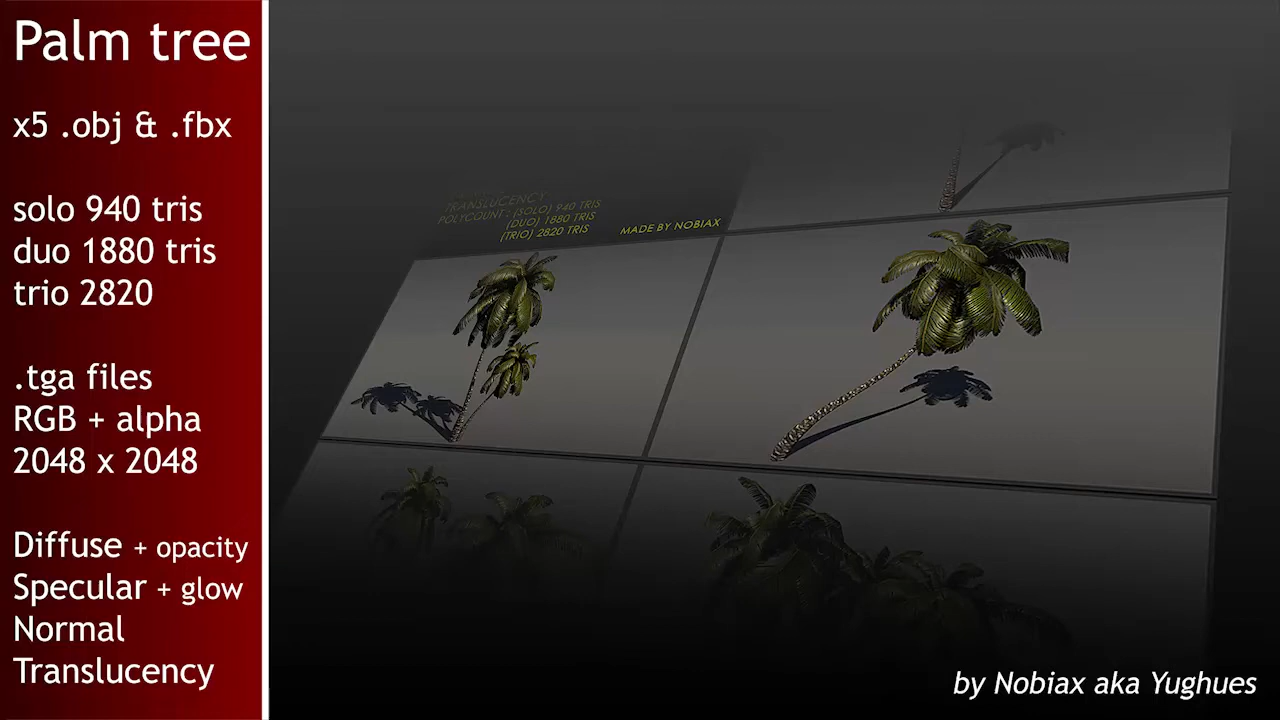 Palm tree
x5 .obj & .fbx
solo 940 tris
duo 1880 tris
trio 2820
.tga files
RGB + alpha
2048 x 2048
Diffuse + opacity
Specular + glow
Normal
Translucency
TRANSLUCENCY
POLYCOUNT : (SOLO) 940 TRIS
(DUO) 1880 TRIS
(TRIO) 2820 TRIS
MADE BY NOBIAX
by Nobiax aka Yughues